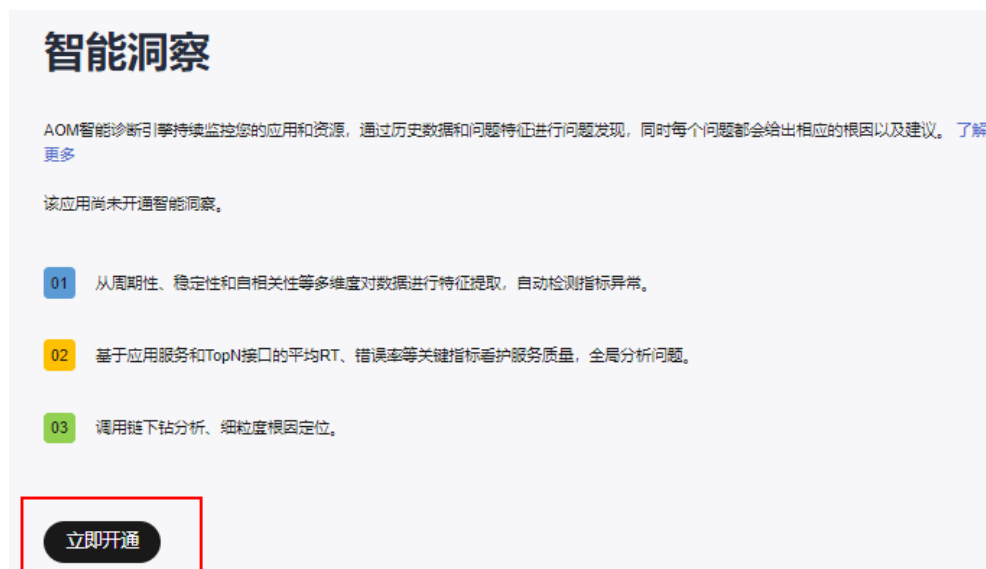 智能洞察
AOM智能诊断引擎持续监控您的应用和资源，通过历史数据和问题特征进行问题发现，同时每个问题都会给出相应的根因以及建议。 了解
更多
该应用尚未开通智能洞察。
01 从周期性、稳定性和自相关性等多维度对数据进行特征提取，自动检测指标异常。
02 基于应用服务和TopN接口的平均RT、错误率等关键指标看护服务质量，全局分析问题。
03 调用链下钻分析、细粒度根因定位。
立即开通